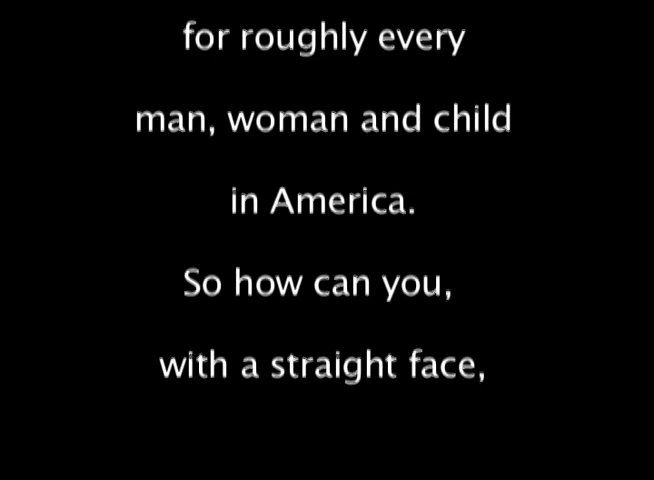 for roughly every
man, woman and child
in America.
So how can you,
with a straight face,